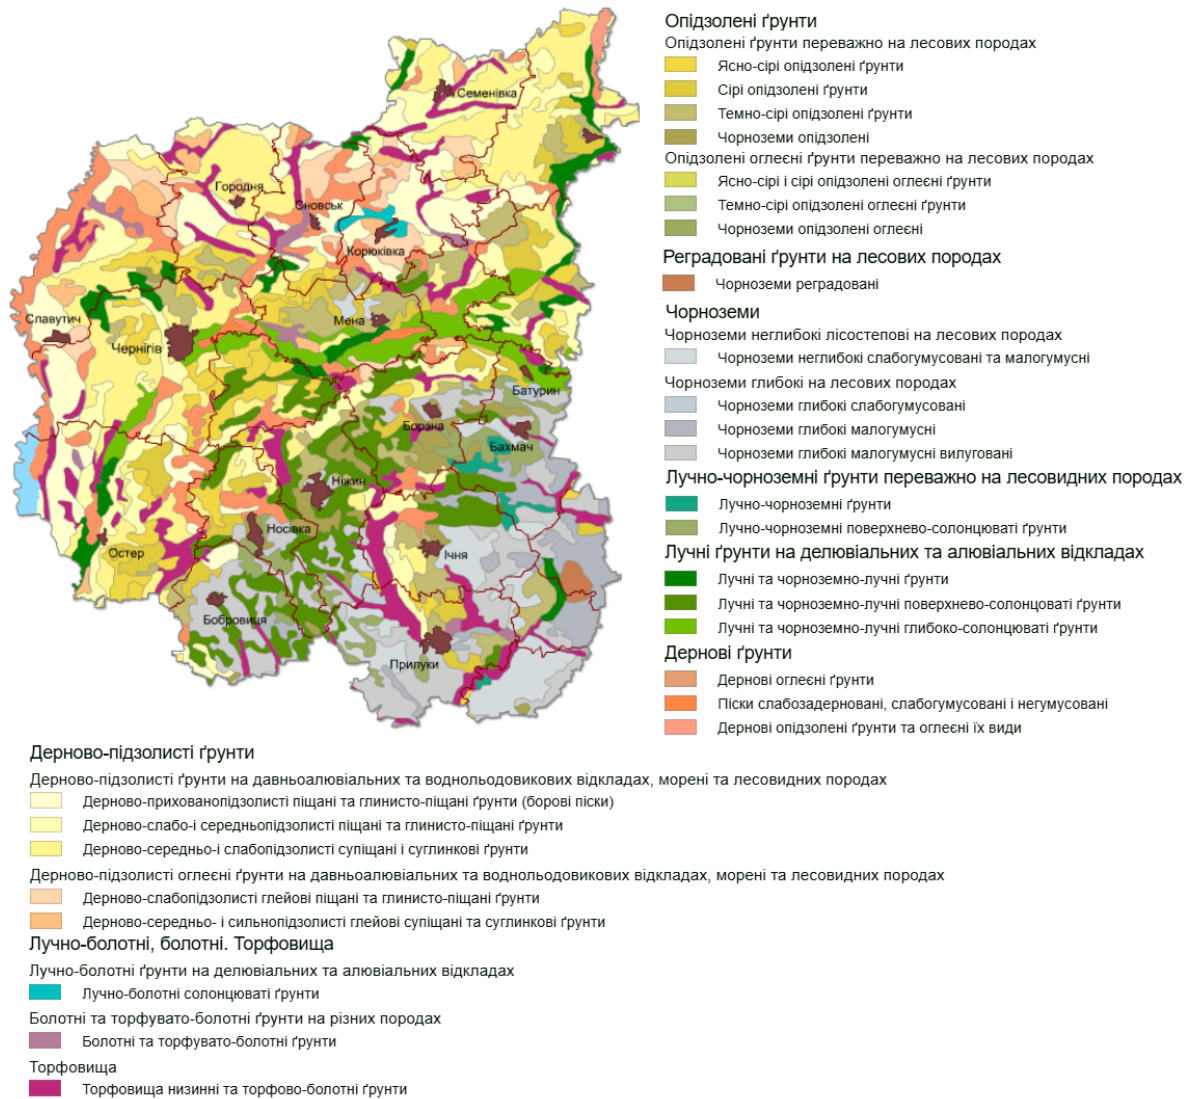 Семенівка
Городня
Сновськ
Корюківка
Славутич
Мена
Чернігів
Батурин
Борзна
Бахмач
Ніжин
Носівка
Остер
Ічня
Бобровиця
Прилуки
Опідзолені ґрунти
Опідзолені ґрунти переважно на лесових породах
Ясно-сірі опідзолені ґрунти
Сірі опідзолені ґрунти
Темно-сірі опідзолені ґрунти
Чорноземи опідзолені
Опідзолені оглеєні ґрунти переважно на лесових породах
Ясно-сірі і сірі опідзолені оглеєні ґрунти
Темно-сірі опідзолені оглеєні ґрунти
Чорноземи опідзолені оглеєні
Реградовані ґрунти на лесових породах
Чорноземи реградовані
Чорноземи
Чорноземи неглибокі лісостепові на лесових породах
Чорноземи неглибокі слабогумусовані та малогумусні
Чорноземи глибокі на лесових породах
Чорноземи глибокі слабогумусовані
Чорноземи глибокі малогумусні
Чорноземи глибокі малогумусні вилуговані
Лучно-чорноземні ґрунти переважно на лесовидних породах
Лучно-чорноземні ґрунти
Лучно-чорноземні поверхнево-солонцюваті ґрунти
Лучні ґрунти на делювіальних та алювіальних відкладах
Лучні та чорноземно-лучні ґрунти
Лучні та чорноземно-лучні поверхнево-солонцоваті ґрунти
Лучні та чорноземно-лучні глибоко-солонцюваті ґрунти
Дернові ґрунти
Дернові оглеєні ґрунти
Піски слабозадерновані, слабогумусовані і негумусовані
Дернові опідзолені ґрунти та оглеєні їх види
Дерново-підзолисті ґрунти
Дерново-підзолисті ґрунти на давньоалювіальних та воднольодовикових відкладах, морені та лесовидних породах
Дерново-прихованопідзолисті піщані та глинисто-піщані ґрунти (борові піски)
Дерново-слабо-і середньопідзолисті піщані та глинисто-піщані ґрунти
Дерново-середньо-і слабопідзолисті супіщані і суглинкові ґрунти
Дерново-підзолисті оглеєні ґрунти на давньоалювіальних та воднольодовикових відкладах, морені та лесовидних породах
Дерново-слабопідзолисті глейові піщані та глинисто-піщані ґрунти
Дерново-середньо- і сильнопідзолисті глейові супіщані та суглинкові ґрунти
Лучно-болотні, болотні. Торфовища
Лучно-болотні ґрунти на делювіальних та алювіальних відкладах
Лучно-болотні солонцюваті ґрунти
Болотні та торфувато-болотні ґрунти на різних породах
Болотні та торфувато-болотні ґрунти
Торфовища
Торфовища низинні та торфово-болотні ґрунти